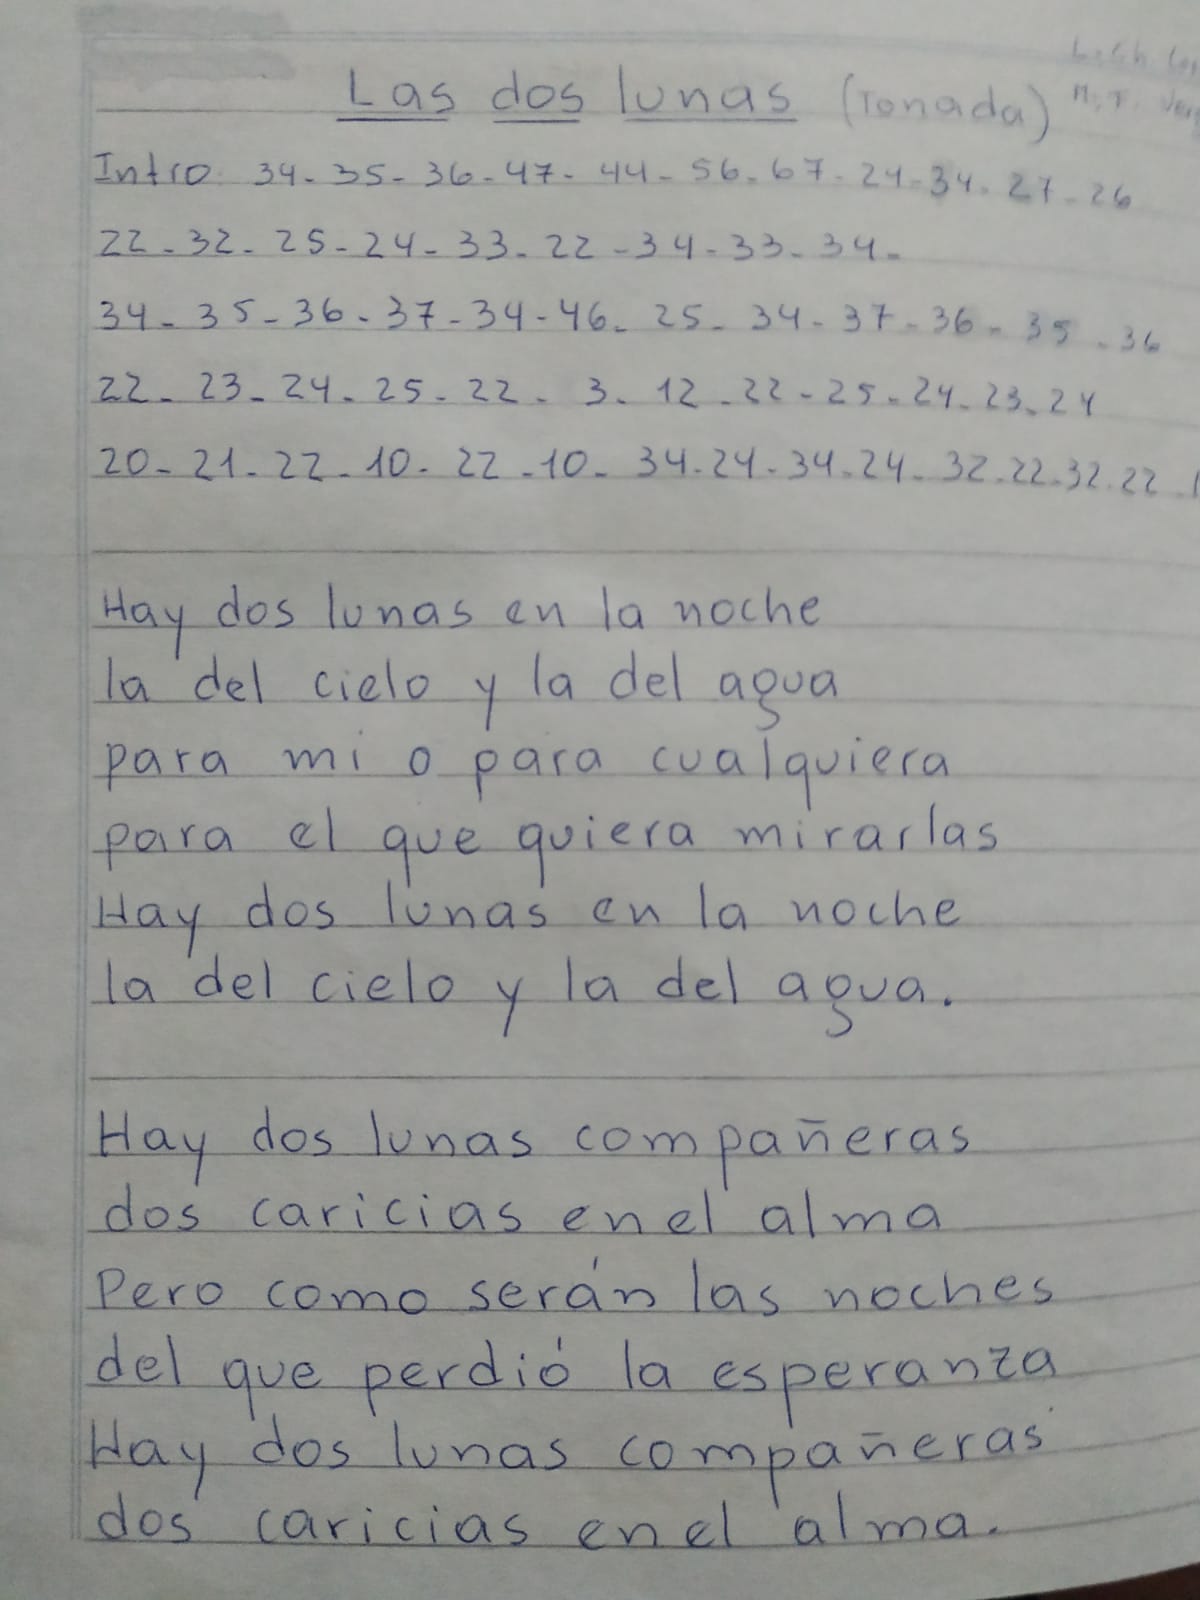 Las dos lunas (Tonada)
Intro 34-35-36-47-44-56-67-24-34-27-26
22-32-25-24-33-22-34-33-34-
34-35-36-37-34-46-25-34-37-36-35-36
22-23-24-25-22-3-12-22-25-24-23-24
20-21-22-10-22-10-34-24-34-24-32-22-32-22-
Hay dos lunas en la noche
la del cielo y la del agua
para mi o para cualquiera
para el que quiera mirarlas
Hay dos lunas en la noche
la del cielo y la del agua.
Hay dos lunas compañeras
dos caricias en el alma
Pero como serán las noches
del que perdió la esperanza
Hay dos lunas compañeras
dos caricias en el alma.